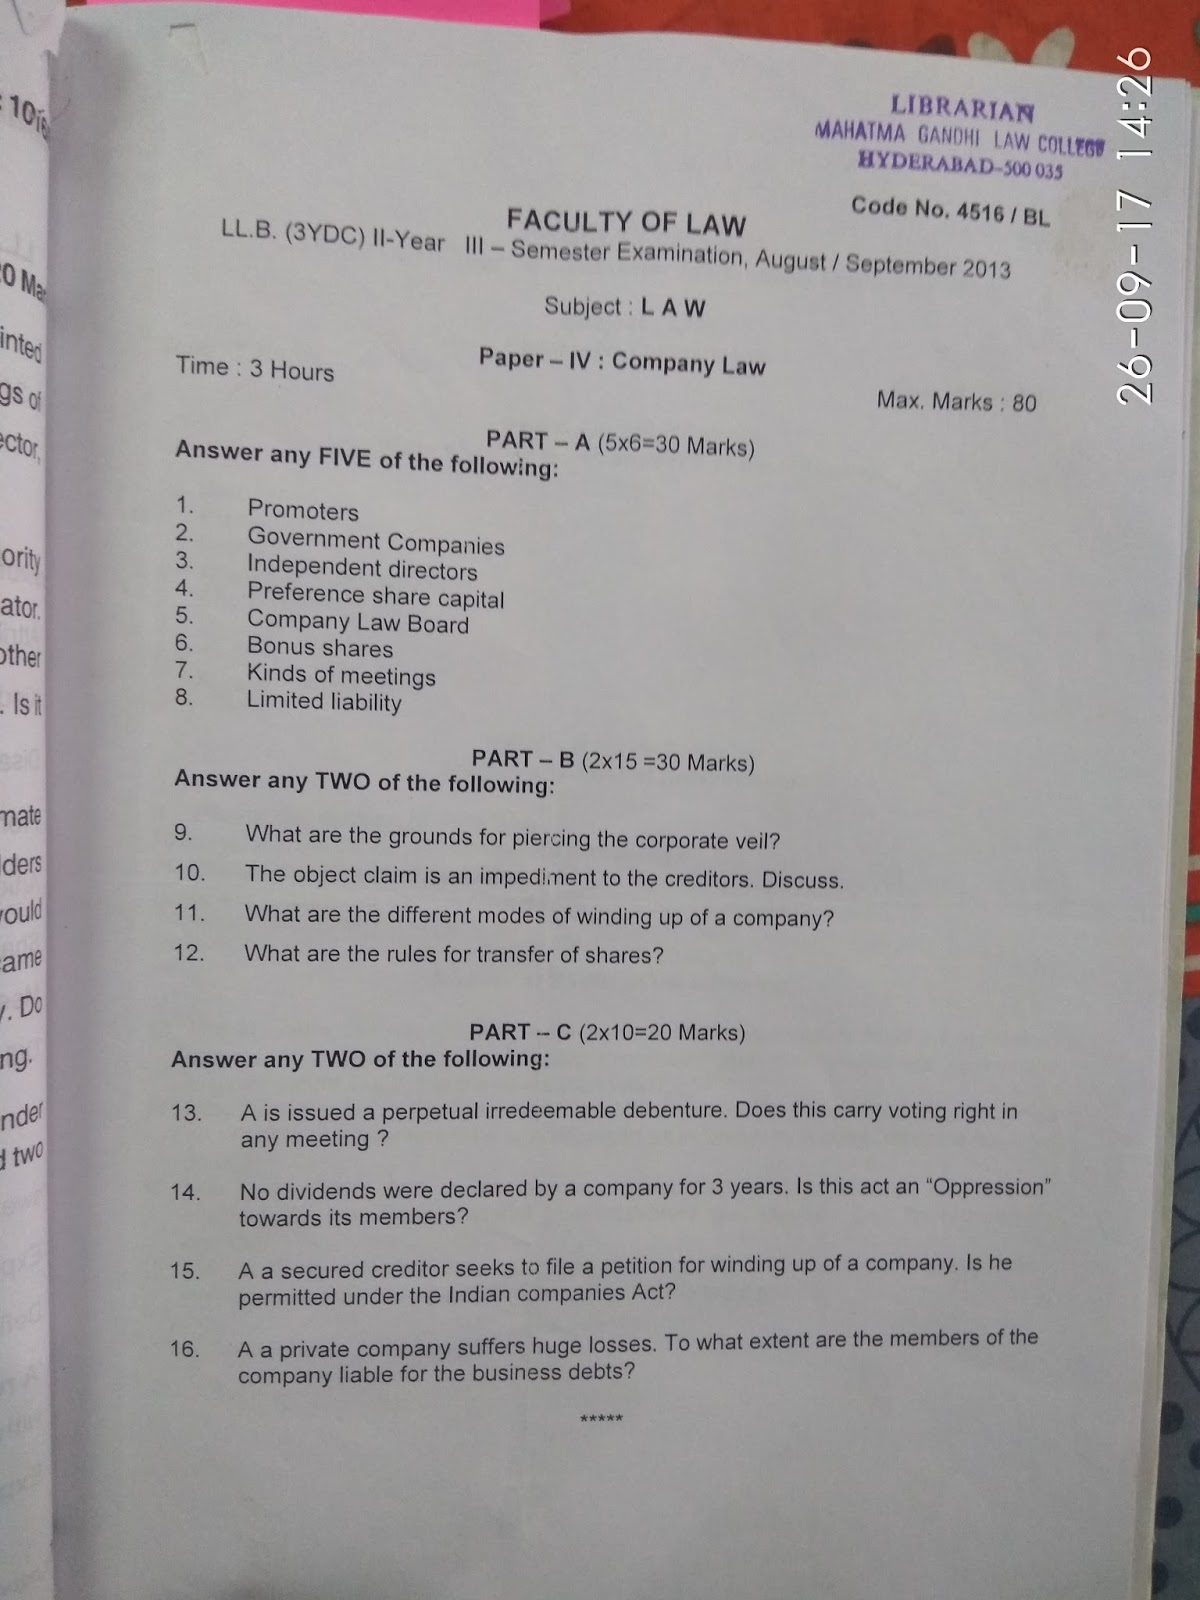 LIBRARIAN
MAHATMA GANDHI LAW COLLEGE
HYDERABAD-500 035
26-09-17 14:26
Code No. 4516 / BL
FACULTY OF LAW
LL.B. (3YDC) II-Year III – Semester Examination, August / September 2013
Subject : L A W
Paper – IV : Company Law
Time : 3 Hours
Max. Marks : 80
PART – A (5x6=30 Marks)
Answer any FIVE of the following:
1. Promoters
2. Government Companies
3. Independent directors
4. Preference share capital
5. Company Law Board
6. Bonus shares
7. Kinds of meetings
8. Limited liability
PART – B (2x15 =30 Marks)
Answer any TWO of the following:
9. What are the grounds for piercing the corporate veil?
10. The object claim is an impediment to the creditors. Discuss.
11. What are the different modes of winding up of a company?
12. What are the rules for transfer of shares?
PART – C (2x10=20 Marks)
Answer any TWO of the following:
13. A is issued a perpetual irredeemable debenture. Does this carry voting right in
any meeting ?
14. No dividends were declared by a company for 3 years. Is this act an “Oppression”
towards its members?
15. A a secured creditor seeks to file a petition for winding up of a company. Is he
permitted under the Indian companies Act?
16. A a private company suffers huge losses. To what extent are the members of the
company liable for the business debts?
*****